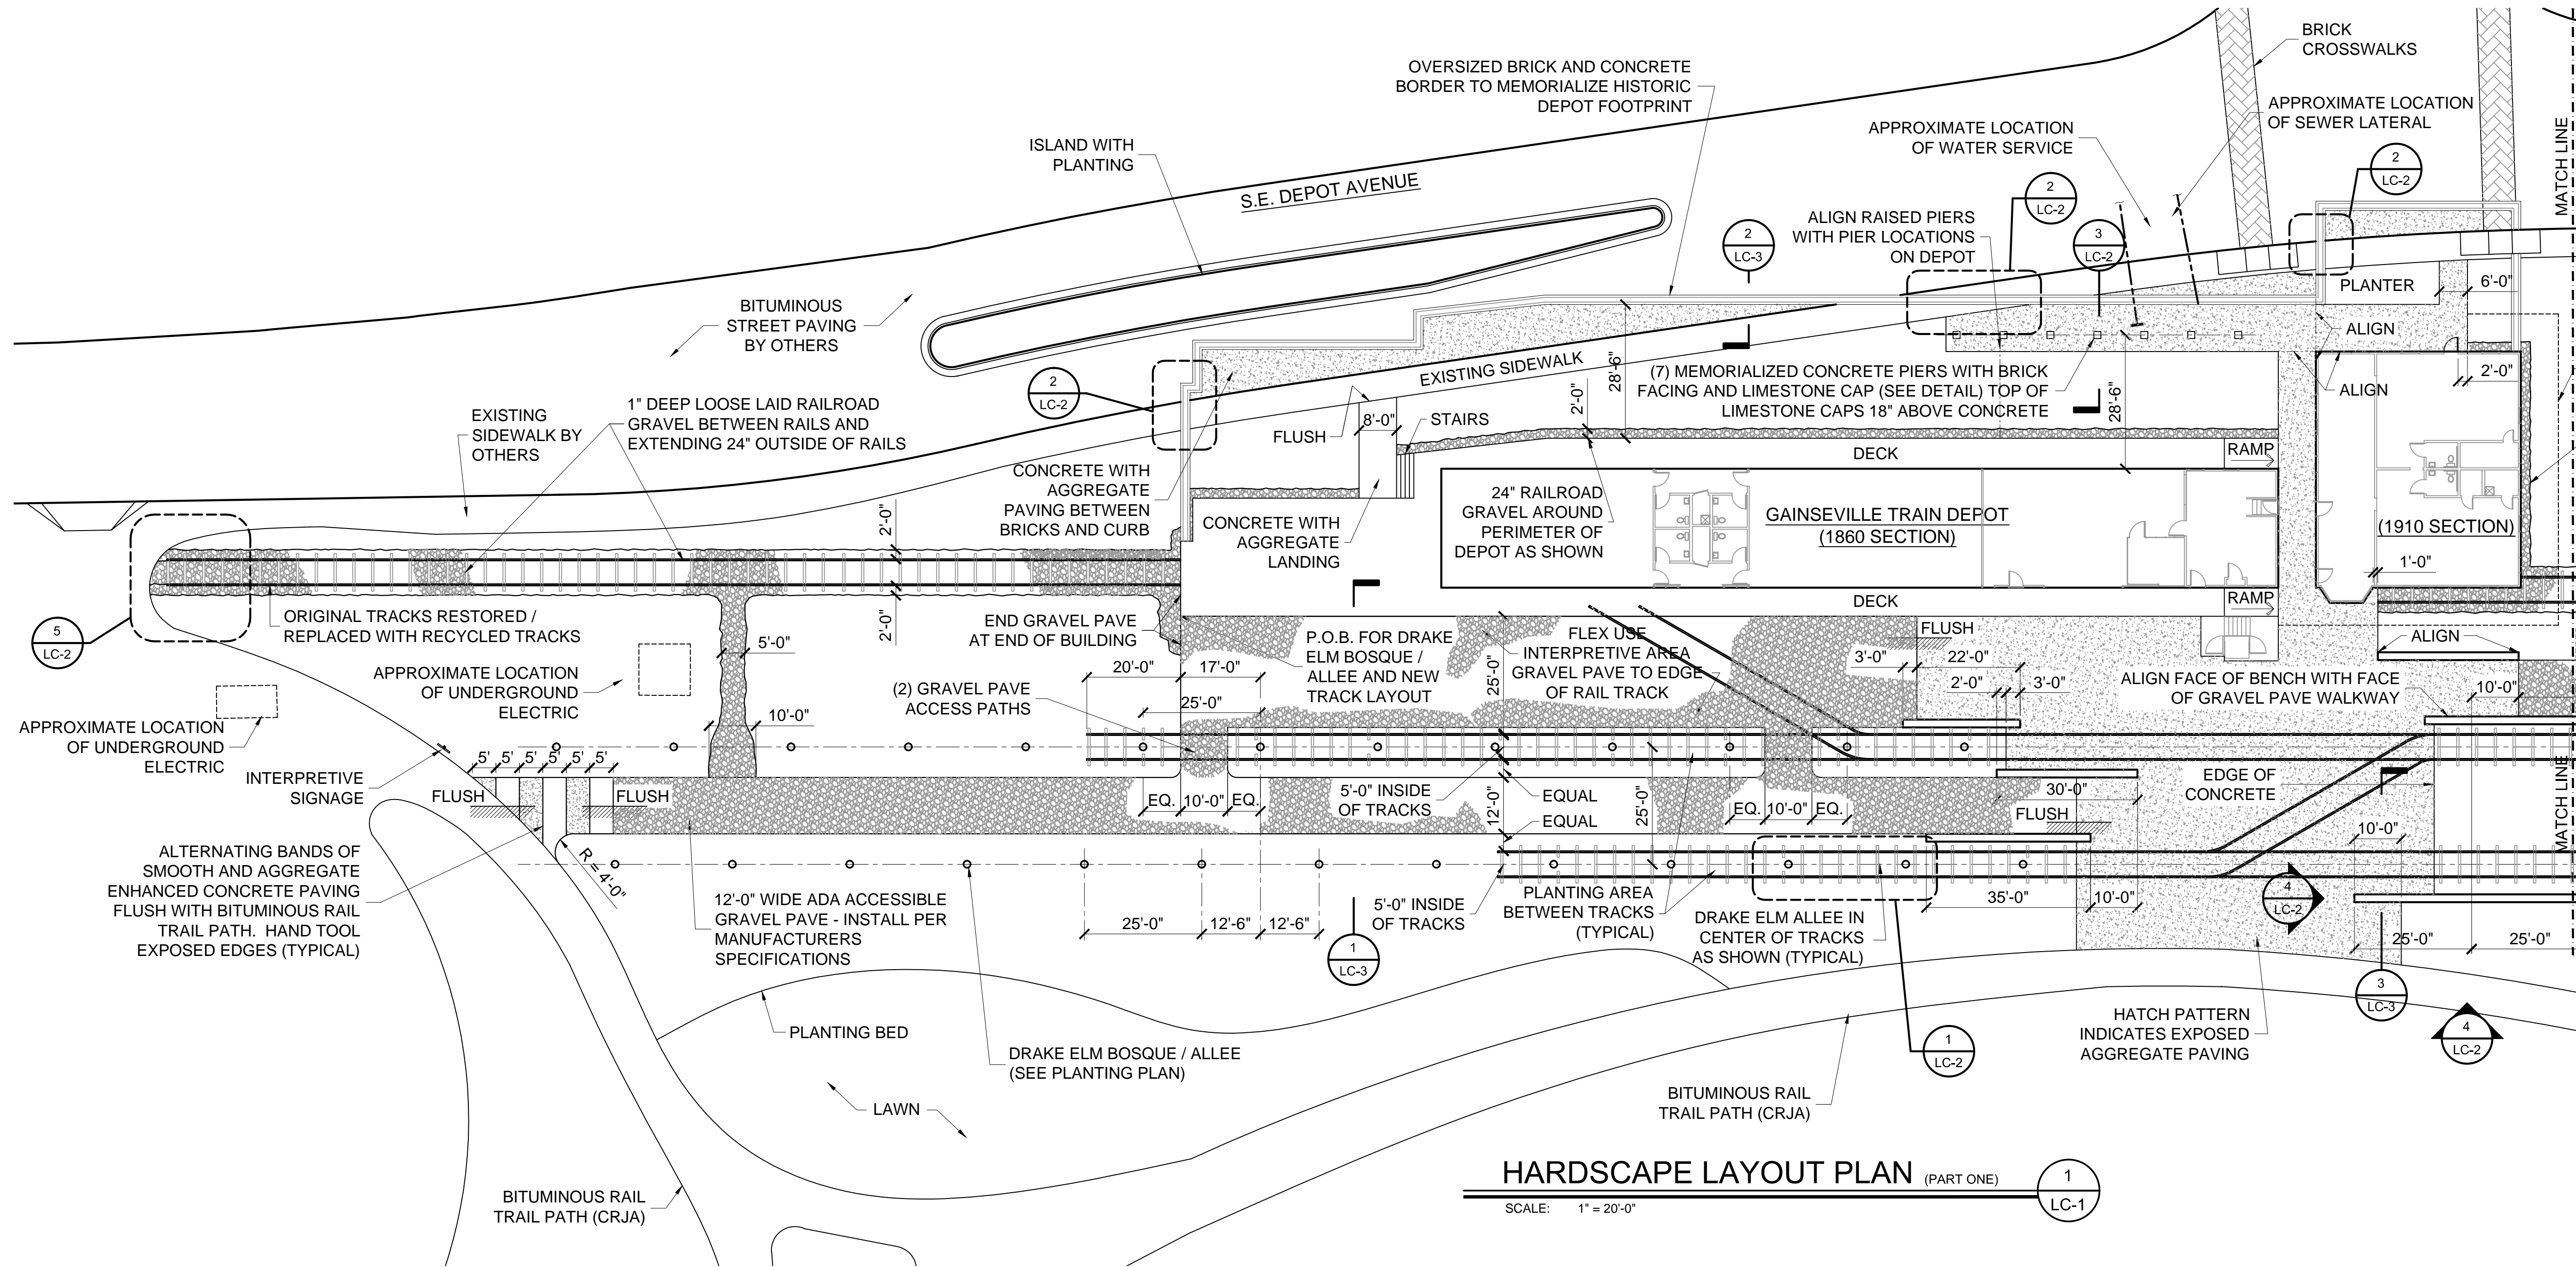 BRICK
CROSSWALKS
OVERSIZED BRICK AND CONCRETE
BORDER TO MEMORIALIZE HISTORIC
DEPOT FOOTPRINT
APPROXIMATE LOCATION
OF SEWER LATERAL
APPROXIMATE LOCATION
OF WATER SERVICE
MATCH LINE
ISLAND WITH
PLANTING
S.E. DEPOT AVENUE
2
LC-2
2
LC-2
ALIGN RAISED PIERS
WITH PIER LOCATIONS
ON DEPOT
2
LC-3
3
LC-2
PLANTER
6'-0"
BITUMINOUS
STREET PAVING
BY OTHERS
ALIGN
EXISTING SIDEWALK
28'-6"
2'-0"
(7) MEMORIALIZED CONCRETE PIERS WITH BRICK
FACING AND LIMESTONE CAP (SEE DETAIL) TOP OF
LIMESTONE CAPS 18" ABOVE CONCRETE
28'-6"
2'-0"
ALIGN
2
LC-2
1" DEEP LOOSE LAID RAILROAD
GRAVEL BETWEEN RAILS AND
EXTENDING 24" OUTSIDE OF RAILS
EXISTING
SIDEWALK BY
OTHERS
8'-0"
STAIRS
FLUSH
DECK
RAMP
CONCRETE WITH
AGGREGATE
PAVING BETWEEN
BRICKS AND CURB
24" RAILROAD
GRAVEL AROUND
PERIMETER OF
DEPOT AS SHOWN
CONCRETE WITH
AGGREGATE
LANDING
GAINSEVILLE TRAIN DEPOT
(1860 SECTION)
(1910 SECTION)
2'-0"
1'-0"
ORIGINAL TRACKS RESTORED /
REPLACED WITH RECYCLED TRACKS
2'-0"
END GRAVEL PAVE
AT END OF BUILDING
DECK
RAMP
5
LC-2
5'-0"
P.O.B. FOR DRAKE
ELM BOSQUE /
ALLEE AND NEW
TRACK LAYOUT
25'-0"
FLEX USE
INTERPRETIVE AREA
GRAVEL PAVE TO EDGE
OF RAIL TRACK
FLUSH
ALIGN
3'-0"
22'-0"
2'-0"
3'-0"
ALIGN FACE OF BENCH WITH FACE
OF GRAVEL PAVE WALKWAY
10'-0"
APPROXIMATE LOCATION
OF UNDERGROUND
ELECTRIC
20'-0"
17'-0"
25'-0"
(2) GRAVEL PAVE
ACCESS PATHS
10'-0"
APPROXIMATE LOCATION
OF UNDERGROUND
ELECTRIC
INTERPRETIVE
SIGNAGE
5'
5'
5'
5'
5'
5'
FLUSH
FLUSH
EQ.
10'-0"
EQ.
5'-0" INSIDE
OF TRACKS
12'-0"
EQUAL
EQUAL
25'-0"
EQ.
10'-0"
EQ.
30'-0"
FLUSH
EDGE OF
CONCRETE
MATCH LINE
10'-0"
ALTERNATING BANDS OF
SMOOTH AND AGGREGATE
ENHANCED CONCRETE PAVING
FLUSH WITH BITUMINOUS RAIL
TRAIL PATH.  HAND TOOL
EXPOSED EDGES (TYPICAL)
R = 4'-0"
12'-0" WIDE ADA ACCESSIBLE
GRAVEL PAVE - INSTALL PER
MANUFACTURERS
SPECIFICATIONS
25'-0"
12'-6"
12'-6"
5'-0" INSIDE
OF TRACKS
PLANTING AREA
BETWEEN TRACKS
(TYPICAL)
DRAKE ELM ALLEE IN
CENTER OF TRACKS
AS SHOWN (TYPICAL)
35'-0"
10'-0"
4
LC-2
25'-0"
25'-0"
1
LC-3
3
LC-3
PLANTING BED
DRAKE ELM BOSQUE / ALLEE
(SEE PLANTING PLAN)
1
LC-2
HATCH PATTERN
INDICATES EXPOSED
AGGREGATE PAVING
4
LC-2
LAWN
BITUMINOUS RAIL
TRAIL PATH (CRJA)
BITUMINOUS RAIL
TRAIL PATH (CRJA)
HARDSCAPE LAYOUT PLAN (PART ONE)
1
LC-1
SCALE: 1" = 20'-0"